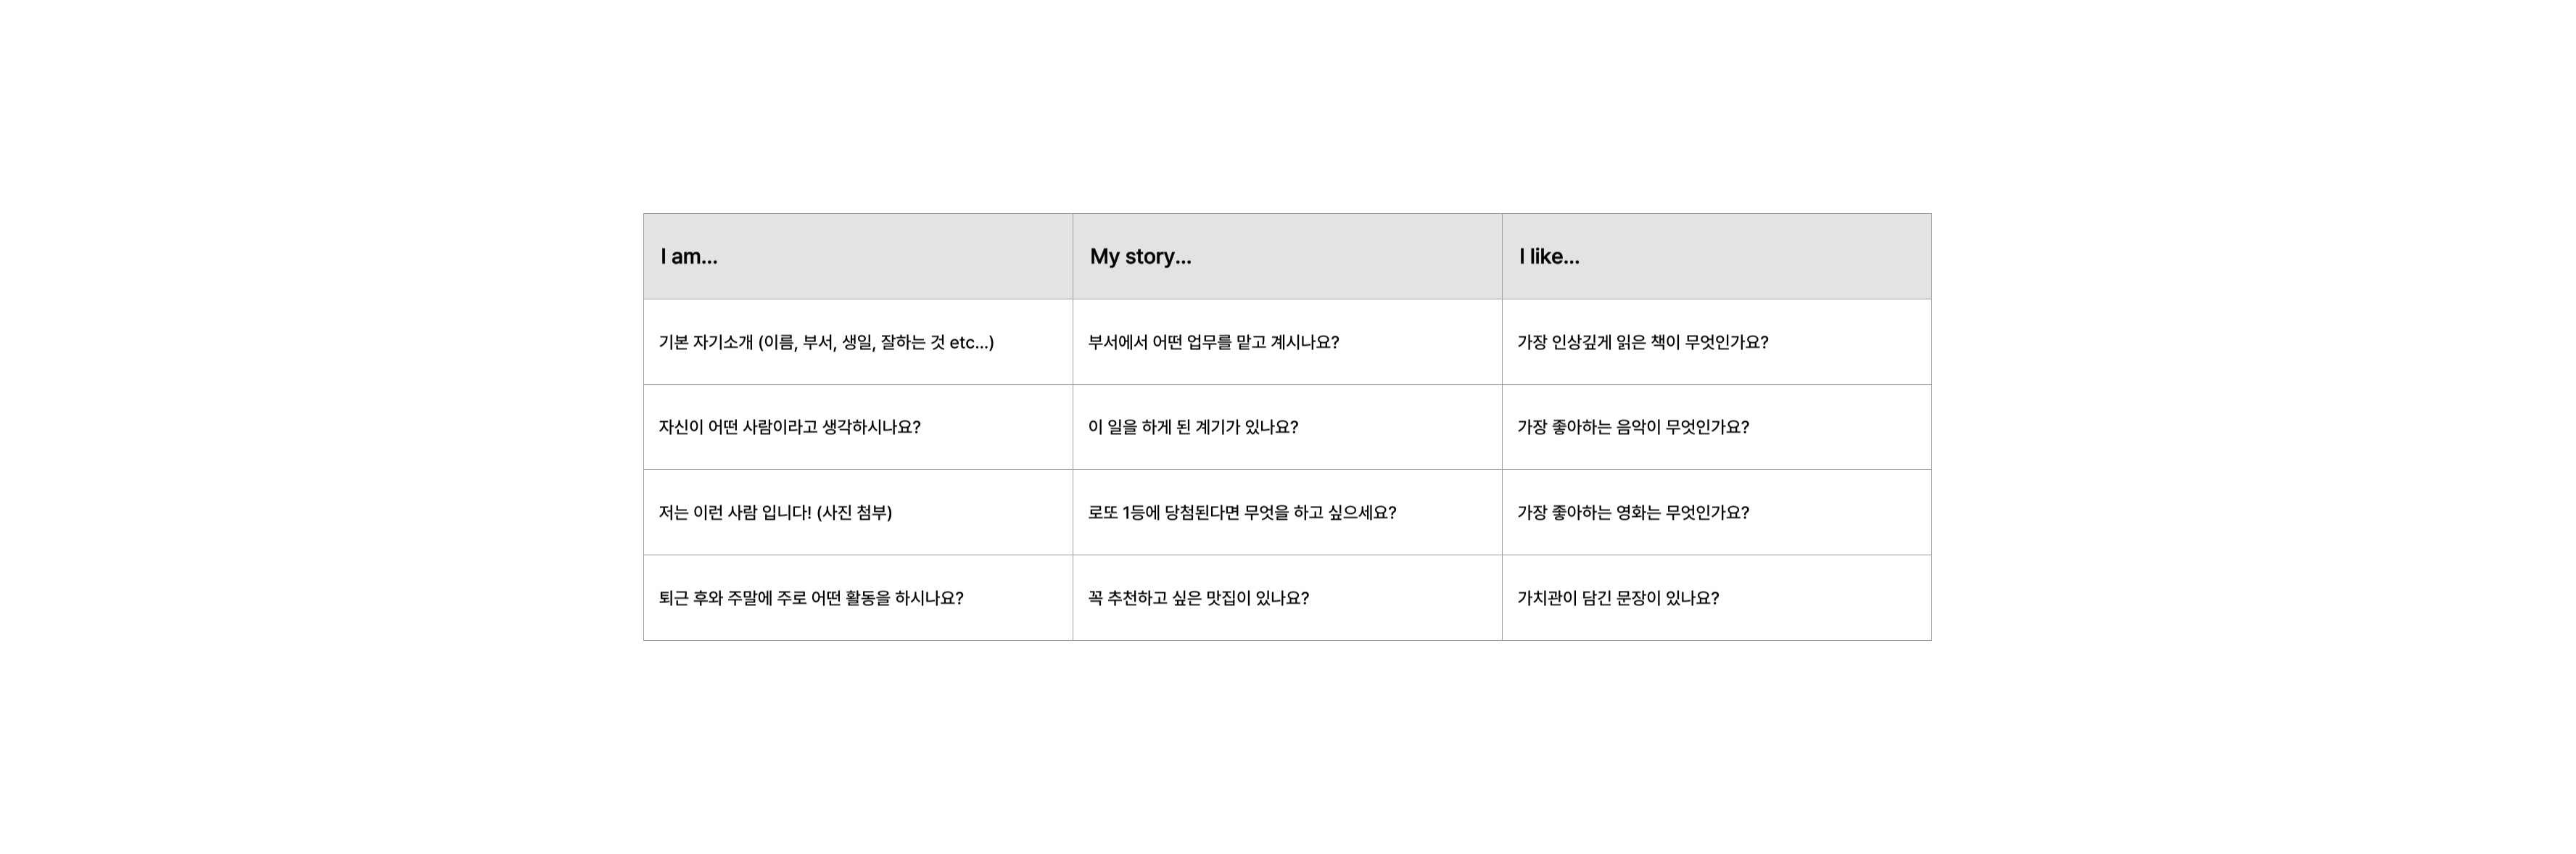 I am...
My story...
I like...
기본 자기소개 (이름, 부서, 생일, 잘하는 것 etc...)
부서에서 어떤 업무를 맡고 계시나요?
가장 인상깊게 읽은 책이 무엇인가요?
자신이 어떤 사람이라고 생각하시나요?
이 일을 하게 된 계기가 있나요?
가장 좋아하는 음악이 무엇인가요?
저는 이런 사람 입니다! (사진 첨부)
로또 1등에 당첨된다면 무엇을 하고 싶으세요?
가장 좋아하는 영화는 무엇인가요?
퇴근 후와 주말에 주로 어떤 활동을 하시나요?
꼭 추천하고 싶은 맛집이 있나요?
가치관이 담긴 문장이 있나요?